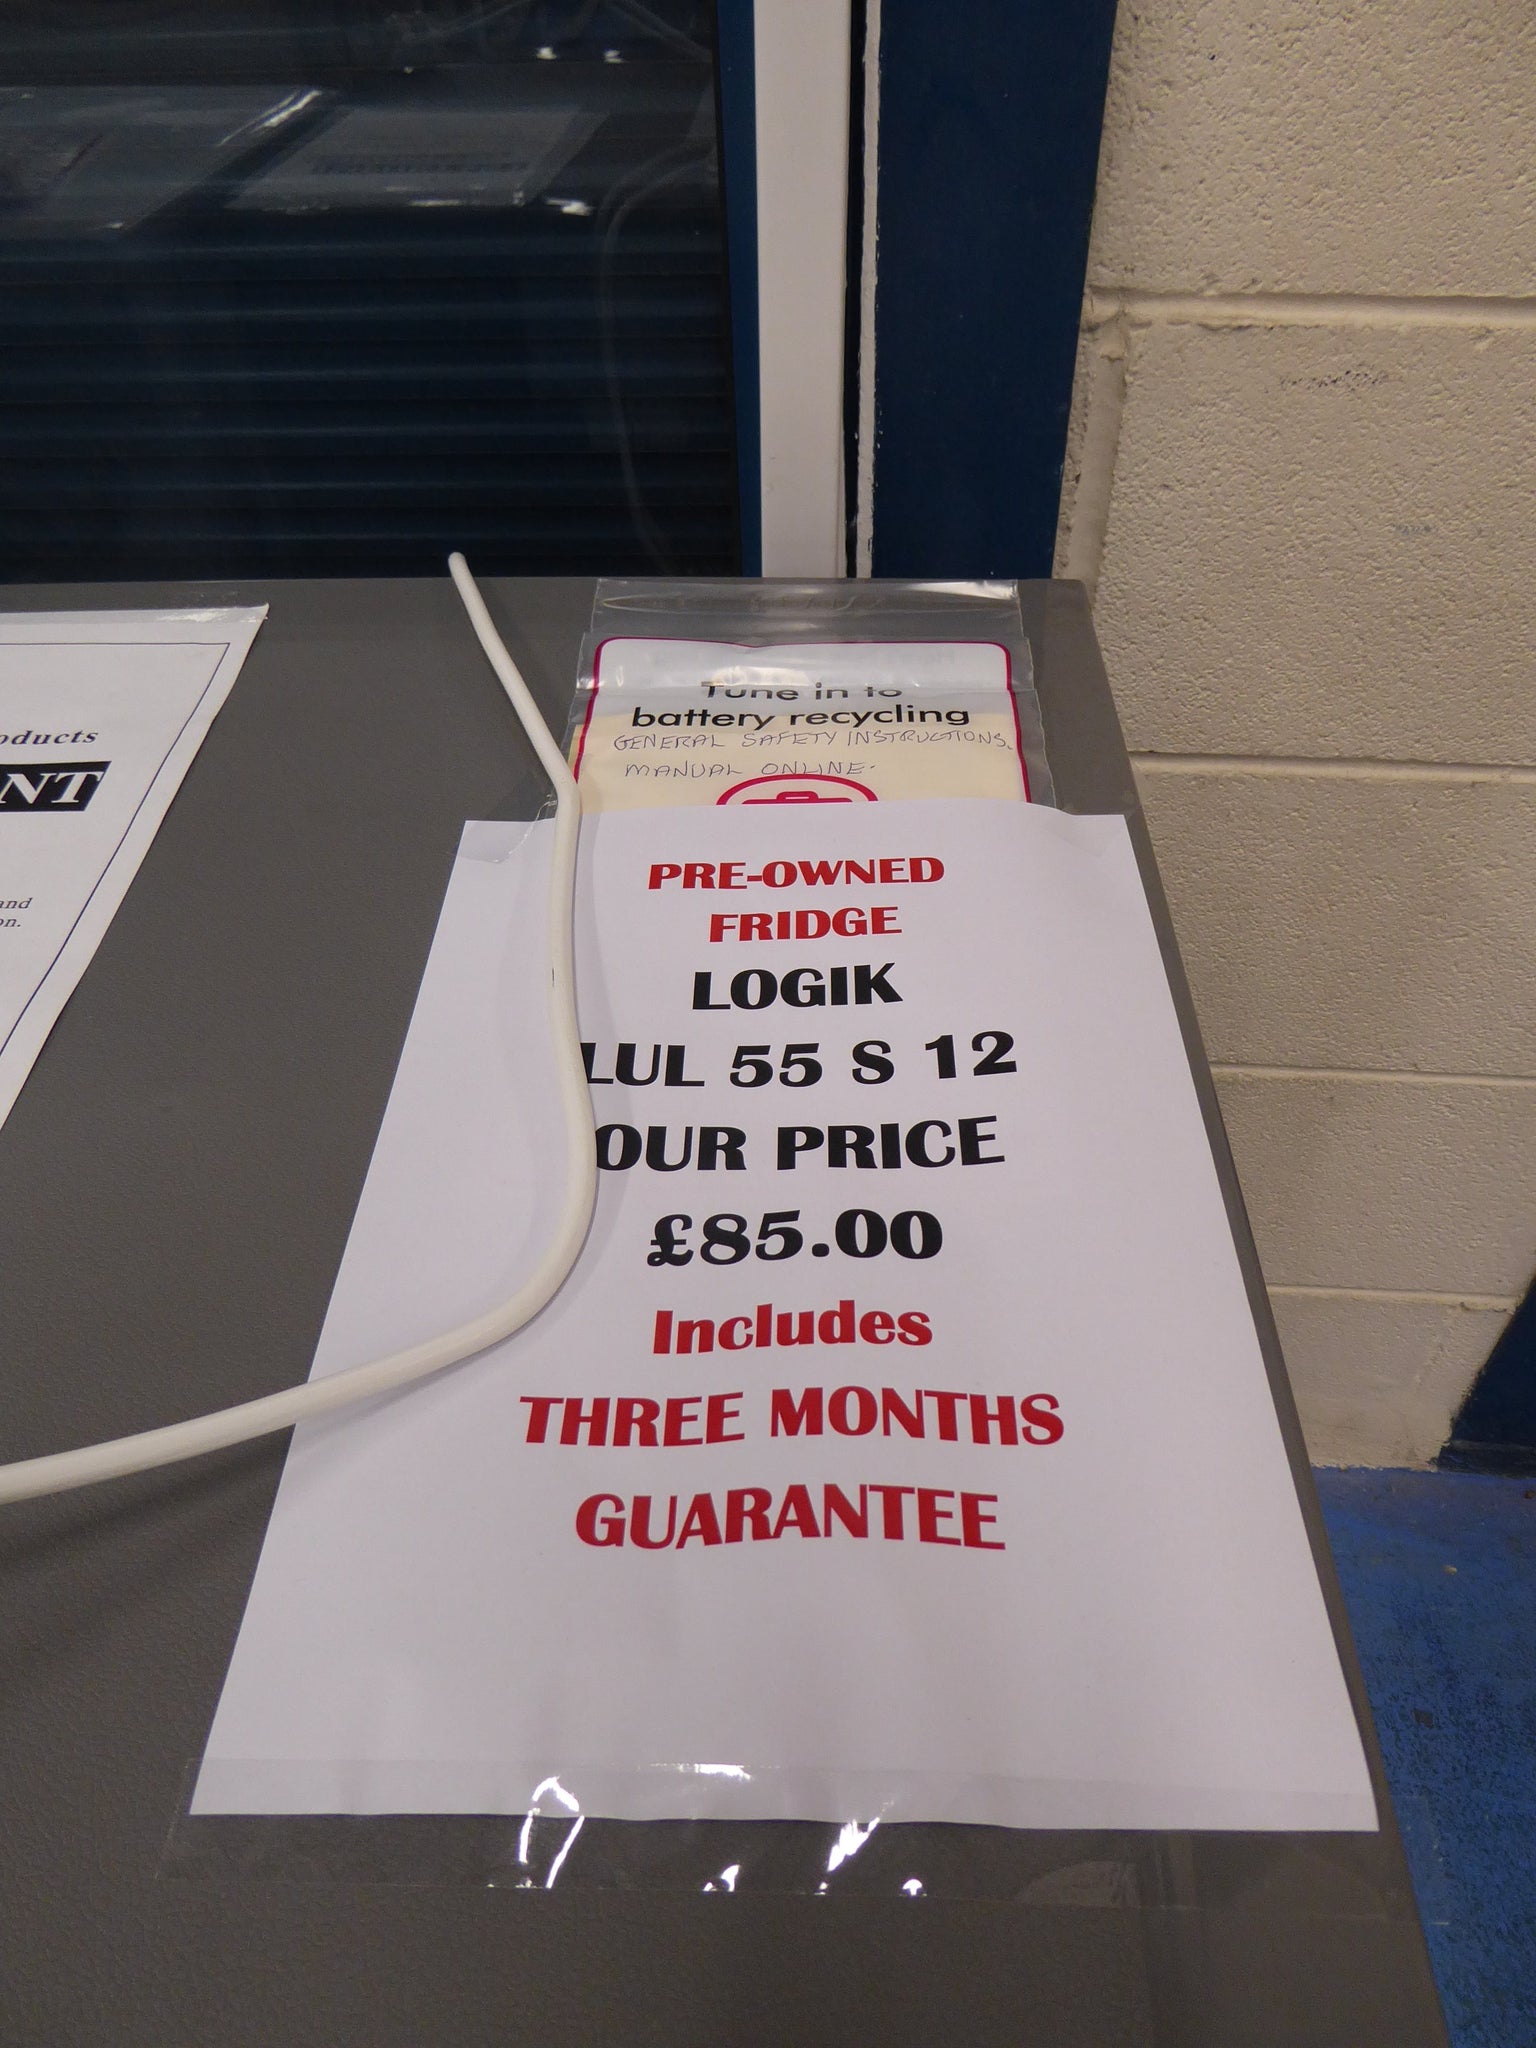 Tune in to
battery recycling
GENERAL SAFETY INSTRUCTIONS.
MANUAL ONLINE.
PRE-OWNED
FRIDGE
LOGIK
LUL 55 S 12
OUR PRICE
£85.00
Includes
THREE MONTHS
GUARANTEE